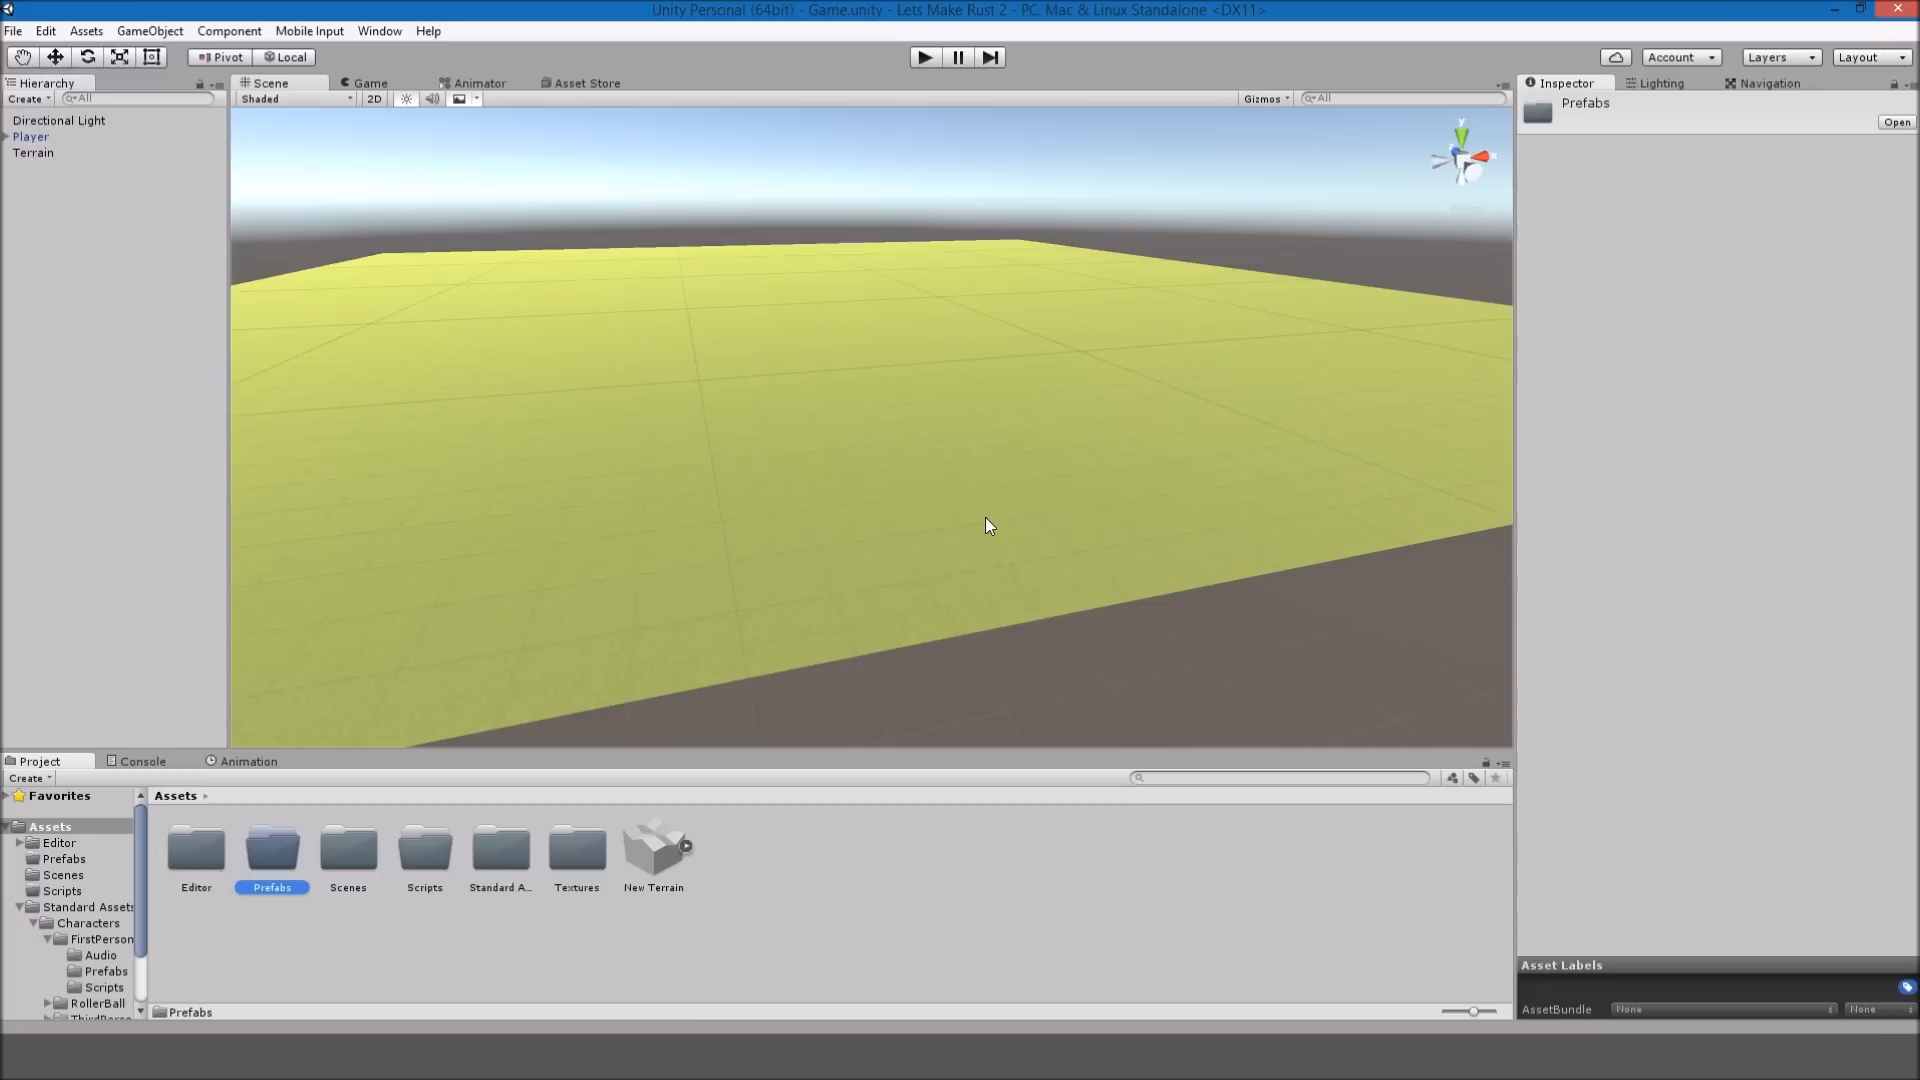 Unity Personal (64bit) - Game.unity - Lets Make Rust 2 - PC, Mac & Linux Standalone <DX11>
File Edit Assets GameObject Component Mobile Input Window Help
Pivot Local Account Layers Layout
Hierarchy Scene Game Animator Asset Store Inspector Lighting Navigation
Create All Shaded 2D Gizmos All Prefabs
Open
Directional Light
Player
Terrain
y
x
Project Console Animation
Create
Favorites Assets
Assets
Editor
Prefabs
Scenes
Scripts
Standard Assets
Characters
FirstPerson
Audio
Prefabs
Scripts
RollerBall
Editor Prefabs Scenes Scripts Standard A... Textures New Terrain
Prefabs
Asset Labels
AssetBundle None None